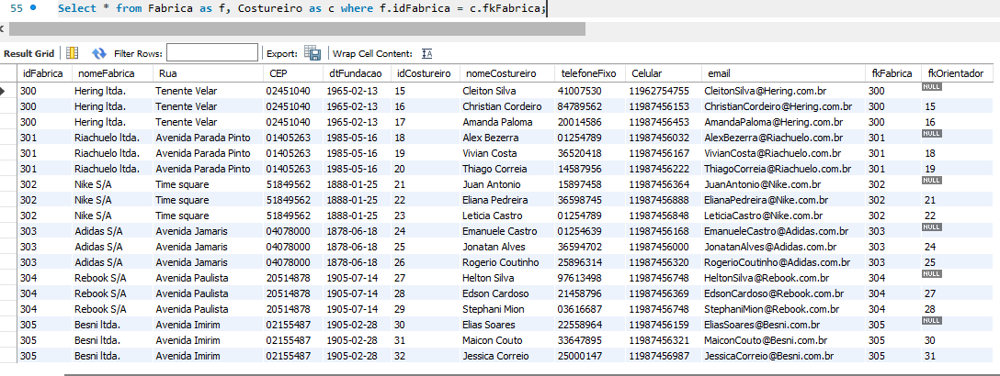 55 Select * from Fabrica as f, Costureiro as c where f.idFabrica = c.fkFabrica;
Result Grid Filter Rows: Export: Wrap Cell Content: IA
idFabrica nomeFabrica Rua CEP dtFundacao idCostureiro nomeCostureiro telefoneFixo Celular email fkFabrica fkOrientador
300 Hering ltda. Tenente Velar 02451040 1965-02-13 15 Cleiton Silva 41007530 11962754755 CleitonSilva@Hering.com.br 300 NULL
300 Hering ltda. Tenente Velar 02451040 1965-02-13 16 Christian Cordeiro 84789562 11987456153 ChristianCordeiro@Hering.com.br 300 15
300 Hering ltda. Tenente Velar 02451040 1965-02-13 17 Amanda Paloma 20014586 11987456453 AmandaPaloma@Hering.com.br 300 16
301 Riachuelo ltda. Avenida Parada Pinto 01405263 1985-05-16 18 Alex Bezerra 01254789 11987456032 AlexBezerra@Riachuelo.com.br 301 NULL
301 Riachuelo ltda. Avenida Parada Pinto 01405263 1985-05-16 19 Vivian Costa 36520418 11987456167 VivianCosta@Riachuelo.com.br 301 18
301 Riachuelo ltda. Avenida Parada Pinto 01405263 1985-05-16 20 Thiago Correia 14587956 11987456222 ThiagoCorreia@Riachuelo.com.br 301 19
302 Nike S/A Time square 51849562 1888-01-25 21 Juan Antonio 15897458 11987456364 JuanAntonio@Nike.com.br 302 NULL
302 Nike S/A Time square 51849562 1888-01-25 22 Eliana Pedreira 36598745 11987456888 ElianaPedreira@Nike.com.br 302 21
302 Nike S/A Time square 51849562 1888-01-25 23 Leticia Castro 01254789 11987456848 LeticiaCastro@Nike.com.br 302 22
303 Adidas S/A Avenida Jamaris 04078000 1878-06-18 24 Emanuele Castro 01254639 11987456168 EmanueleCastro@Adidas.com.br 303 NULL
303 Adidas S/A Avenida Jamaris 04078000 1878-06-18 25 Jonatan Alves 36594702 11987456000 JonatanAlves@Adidas.com.br 303 24
303 Adidas S/A Avenida Jamaris 04078000 1878-06-18 26 Rogerio Coutinho 25896314 11987456320 RogerioCoutinho@Adidas.com.br 303 25
304 Rebook S/A Avenida Paulista 20514878 1905-07-14 27 Helton Silva 97613498 11987456748 HeltonSilva@Rebook.com.br 304 NULL
304 Rebook S/A Avenida Paulista 20514878 1905-07-14 28 Edson Cardoso 21458796 11987456369 EdsonCardoso@Rebook.com.br 304 27
304 Rebook S/A Avenida Paulista 20514878 1905-07-14 29 Stephani Mion 03616687 11987456748 StephaniMion@Rebook.com.br 304 28
305 Besni ltda. Avenida Imirim 02155487 1905-02-28 30 Elias Soares 22558964 11987456159 EliasSoares@Besni.com.br 305 NULL
305 Besni ltda. Avenida Imirim 02155487 1905-02-28 31 Maicon Couto 33647895 11987456321 MaiconCouto@Besni.com.br 305 30
305 Besni ltda. Avenida Imirim 02155487 1905-02-28 32 Jessica Correio 25000147 11987456987 JessicaCorreio@Besni.com.br 305 31